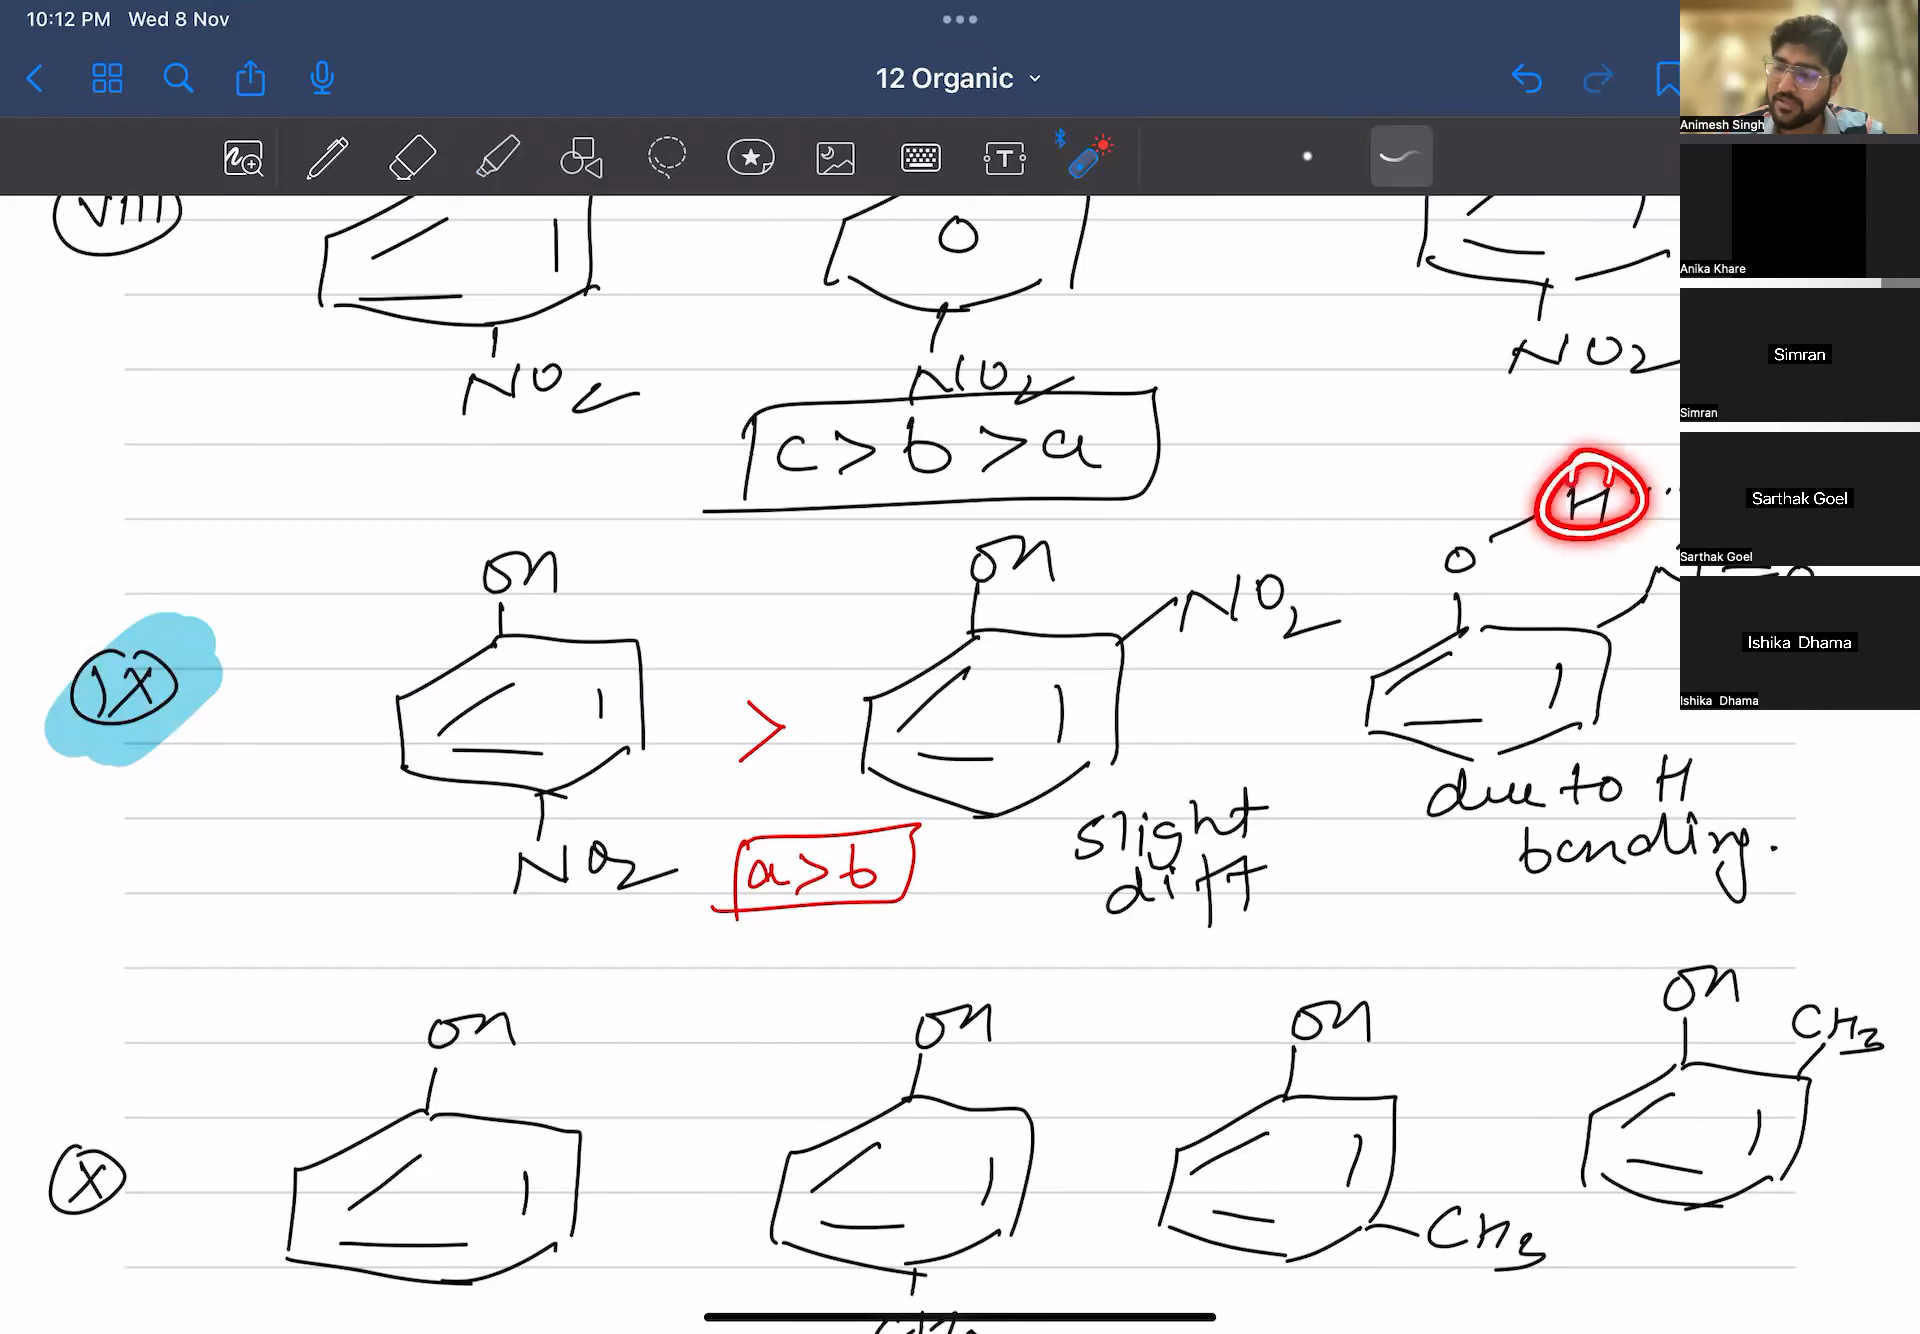 10:12 PM Wed 8 Nov
12 Organic
Animesh Singh
Anika Khare
Simran
Simran
Sarthak Goel
Sarthak Goel
Ishika Dhama
Ishika Dhama
VIII
O
NO2
NO2
NO2
c > b > a
IX
OH
NO2
>
OH
NO2
a > b
slight
diff
H
O
due to H
bonding.
X
OH
OH
OH
CH3
OH
CH3